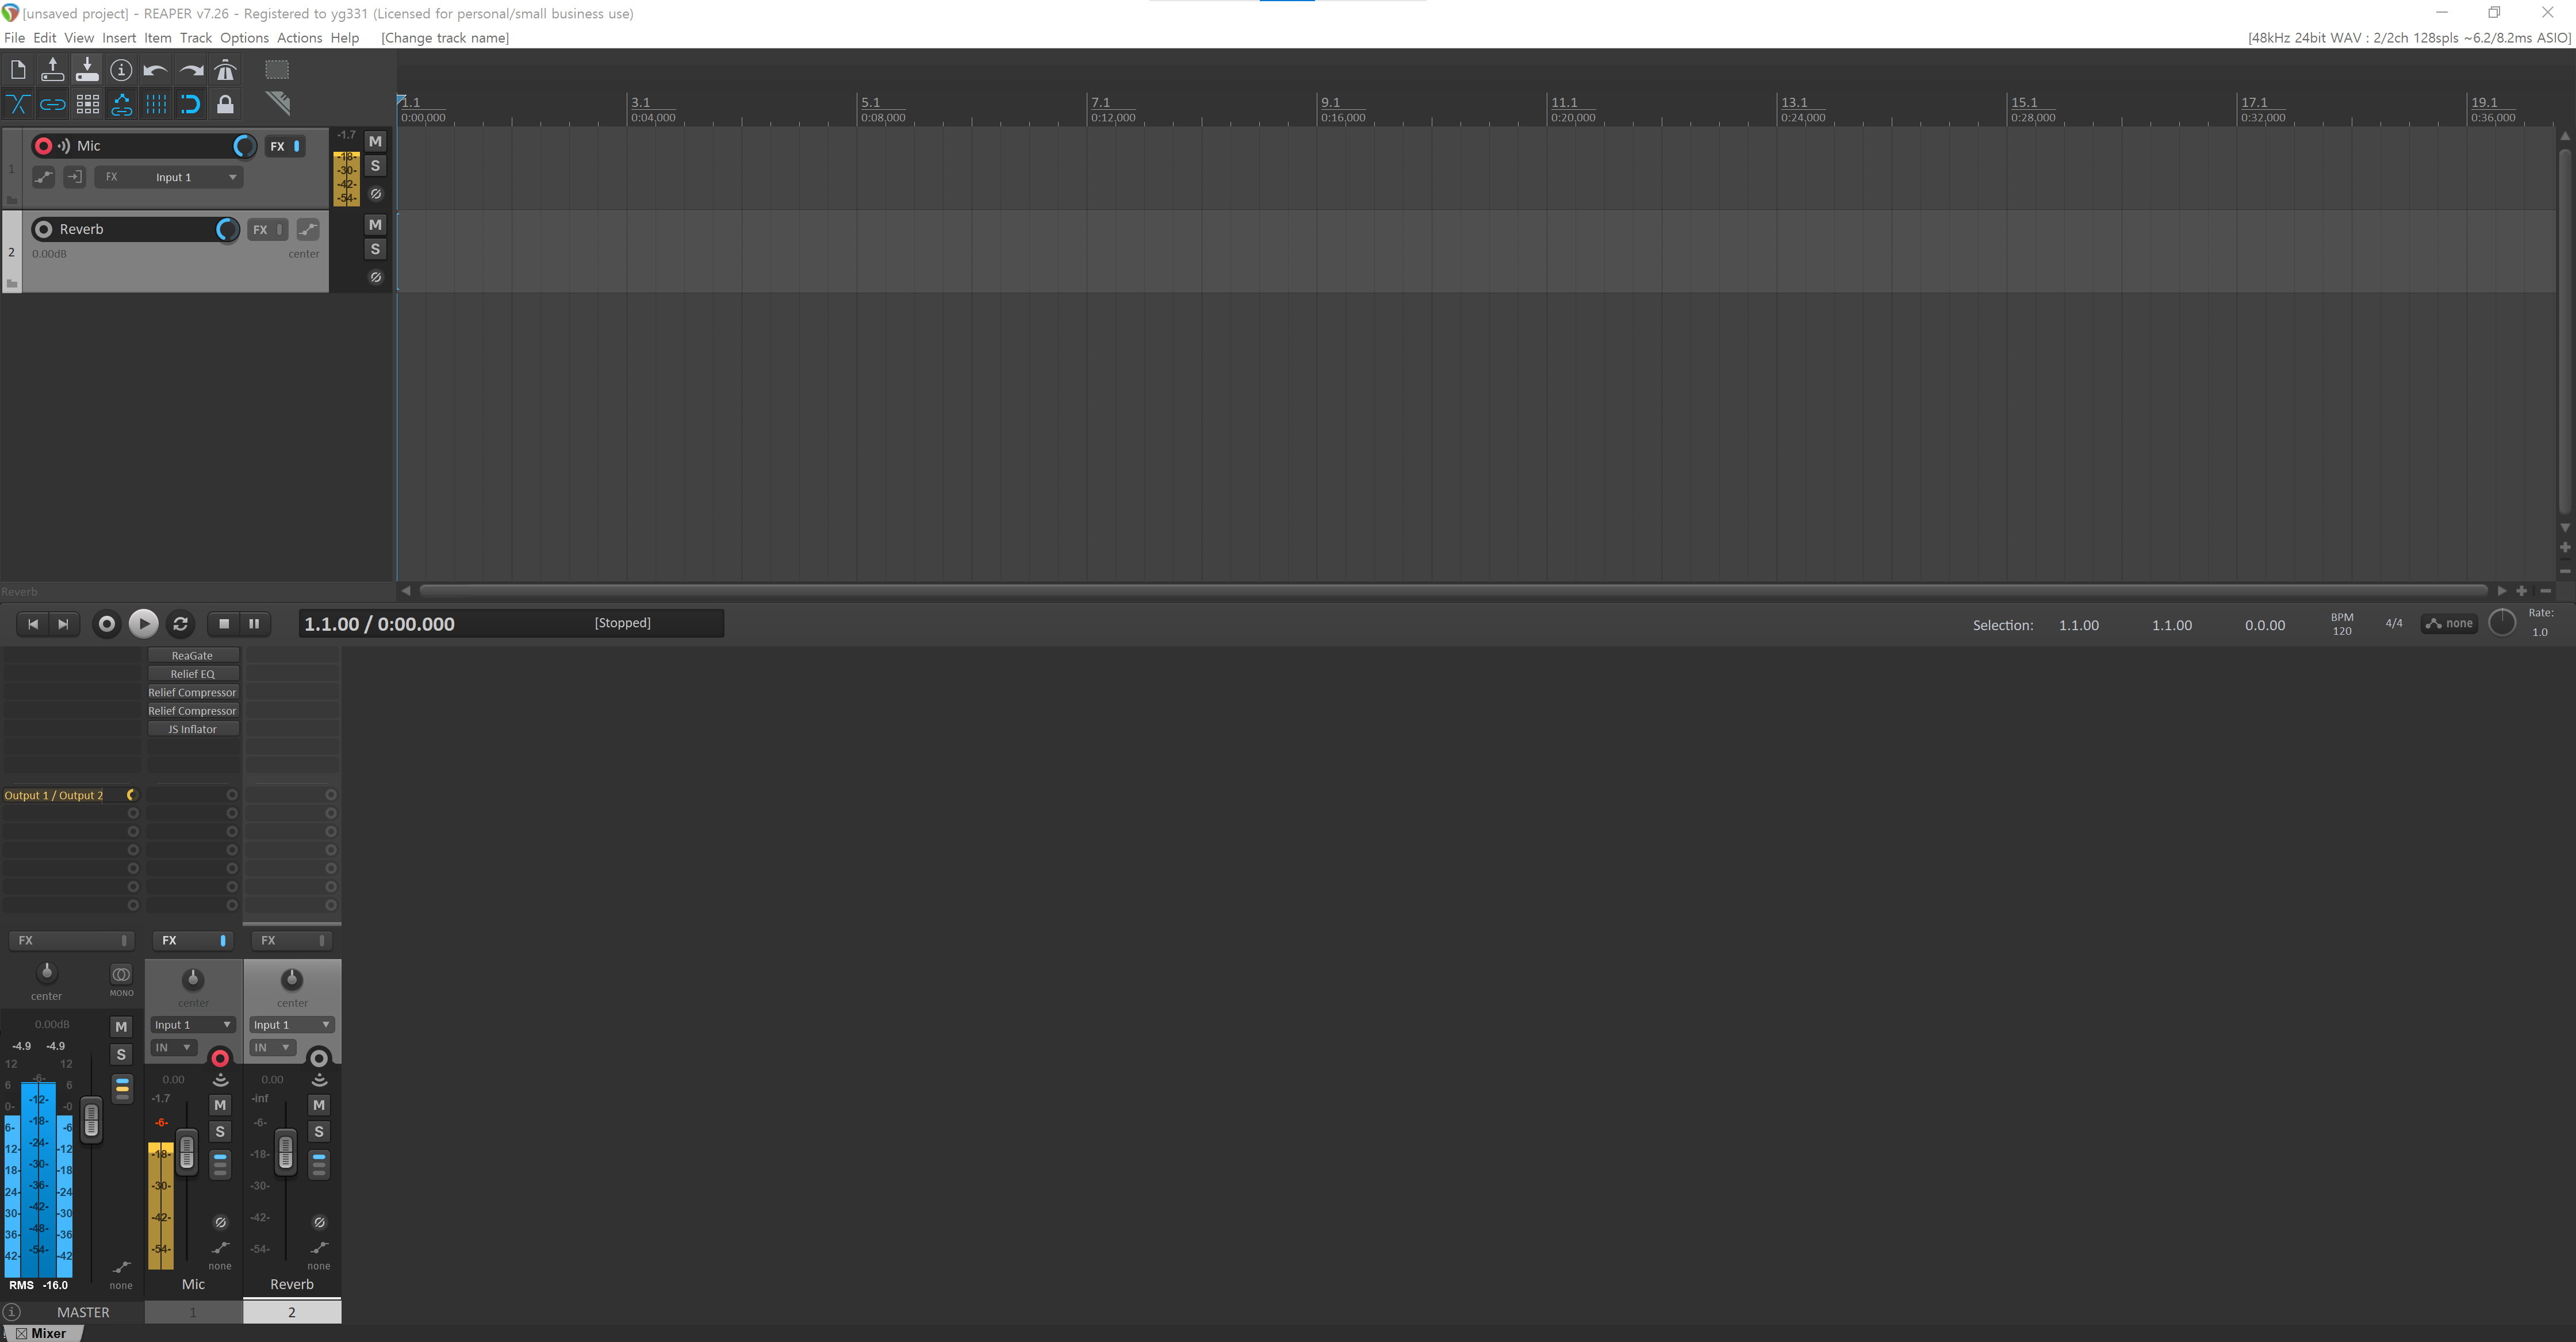 [unsaved project] - REAPER v7.26 - Registered to yg331 (Licensed for personal/small business use)
File Edit View Insert Item Track Options Actions Help [Change track name]
[48kHz 24bit WAV : 2/2ch 128spls ~6.2/8.2ms ASIO]
1.1 3.1 5.1 7.1 9.1 11.1 13.1 15.1 17.1 19.1
0:00,000 0:04,000 0:08,000 0:12,000 0:16,000 0:20,000 0:24,000 0:28,000 0:32,000 0:36,000
1
Mic
FX
FX
Input 1
-1.7
-18-
-30-
-42-
-54-
M
S
2
Reverb
FX
0.00dB
center
M
S
Reverb
1.1.00 / 0:00.000
[Stopped]
Selection: 1.1.00 1.1.00 0.0.00
BPM
120
4/4
none
Rate:
1.0
ReaGate
Relief EQ
Relief Compressor
Relief Compressor
JS Inflator
Output 1 / Output 2
FX FX FX
center
MONO
center center
0.00dB
-4.9 -4.9
M
S
12 12
6 -6- 6
0- -12- -0
6- -18- -6
12- -24- -12
18- -30- -18
24- -36- -24
30- -42- -30
36- -48- -36
42- -54- -42
RMS -16.0
none
MASTER
Input 1
IN
0.00
-1.7
-6-
-18-
-30-
-42-
-54-
M
S
none
Mic
1
Input 1
IN
0.00
-inf
-6-
-18-
-30-
-42-
-54-
M
S
none
Reverb
2
Mixer